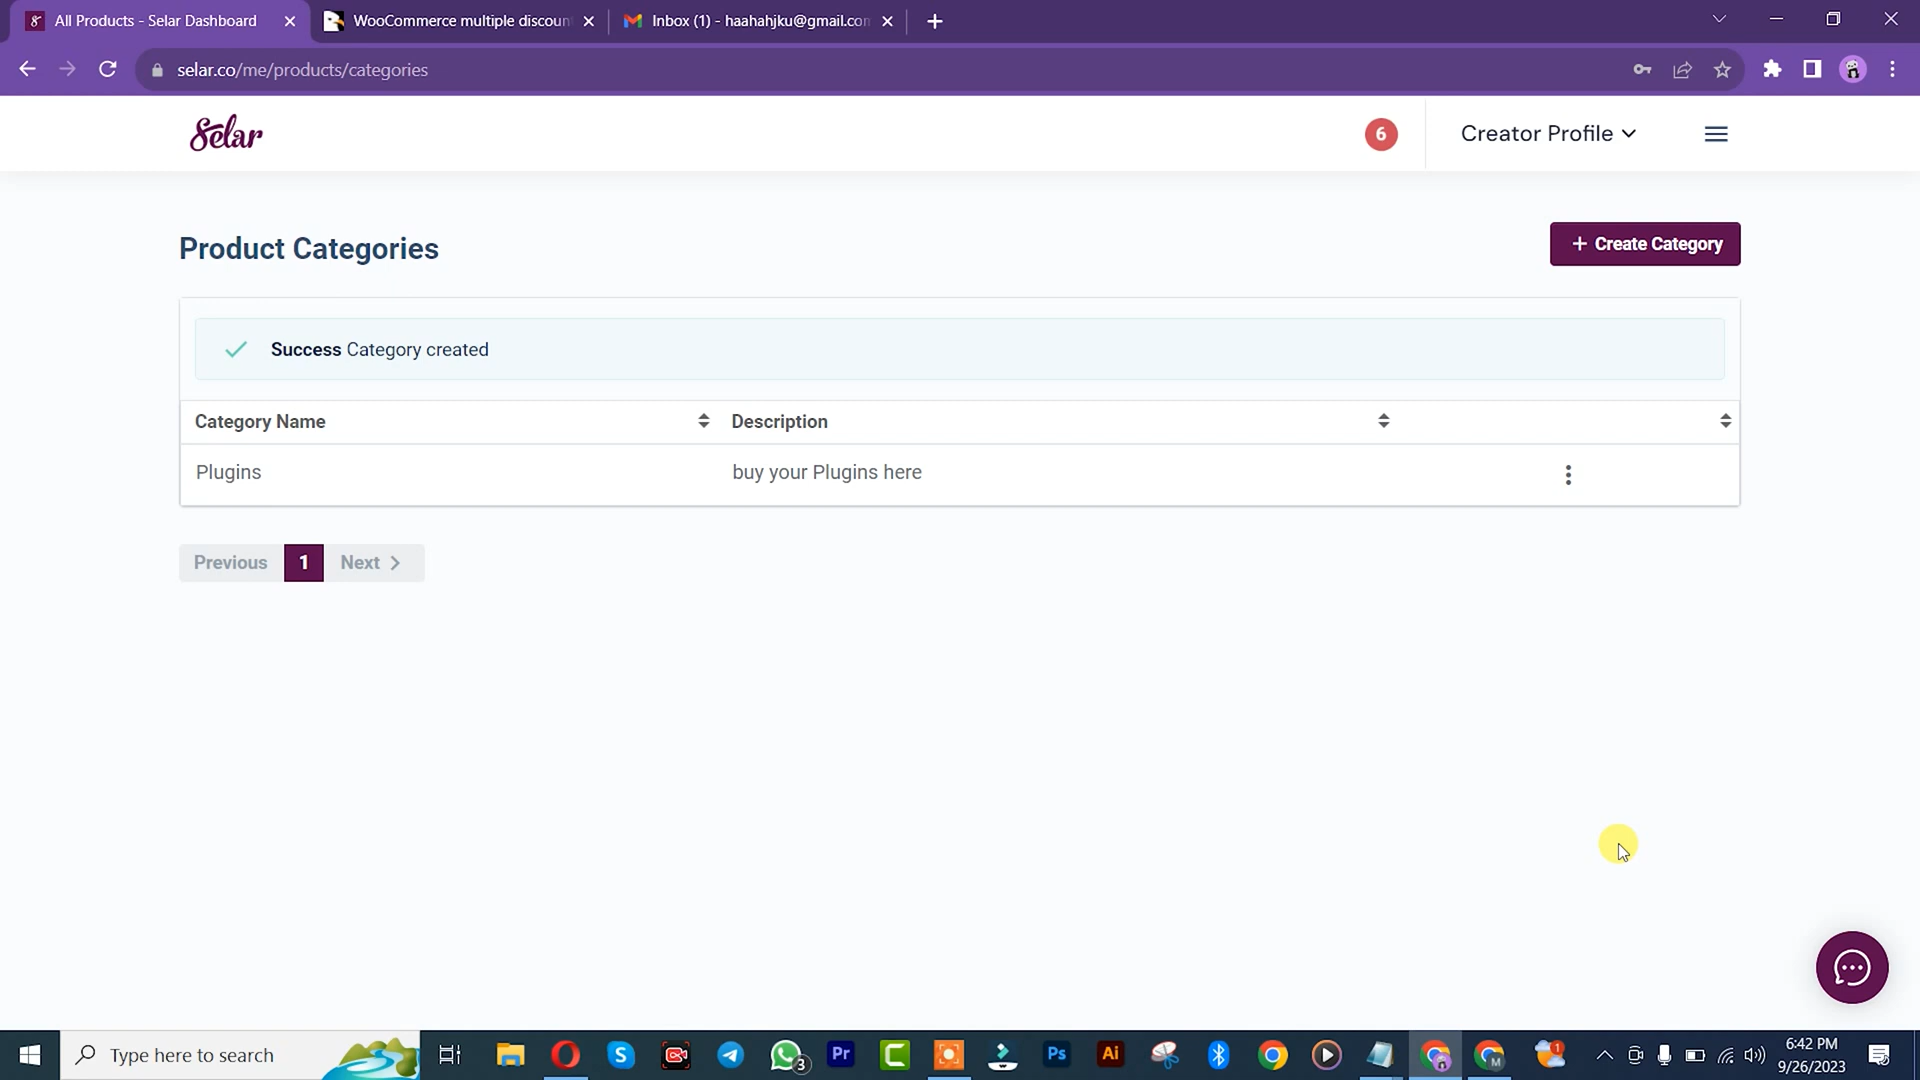 All Products - Selar Dashboard
WooCommerce multiple discoun
Inbox (1) - haahahjku@gmail.con
selar.co/me/products/categories
Selar
6
Creator Profile
Product Categories
+ Create Category
Success Category created
Category Name
Description
Plugins
buy your Plugins here
Previous
1
Next
Type here to search
3
Pr
Ps
Ai
M
1
6:42 PM
9/26/2023